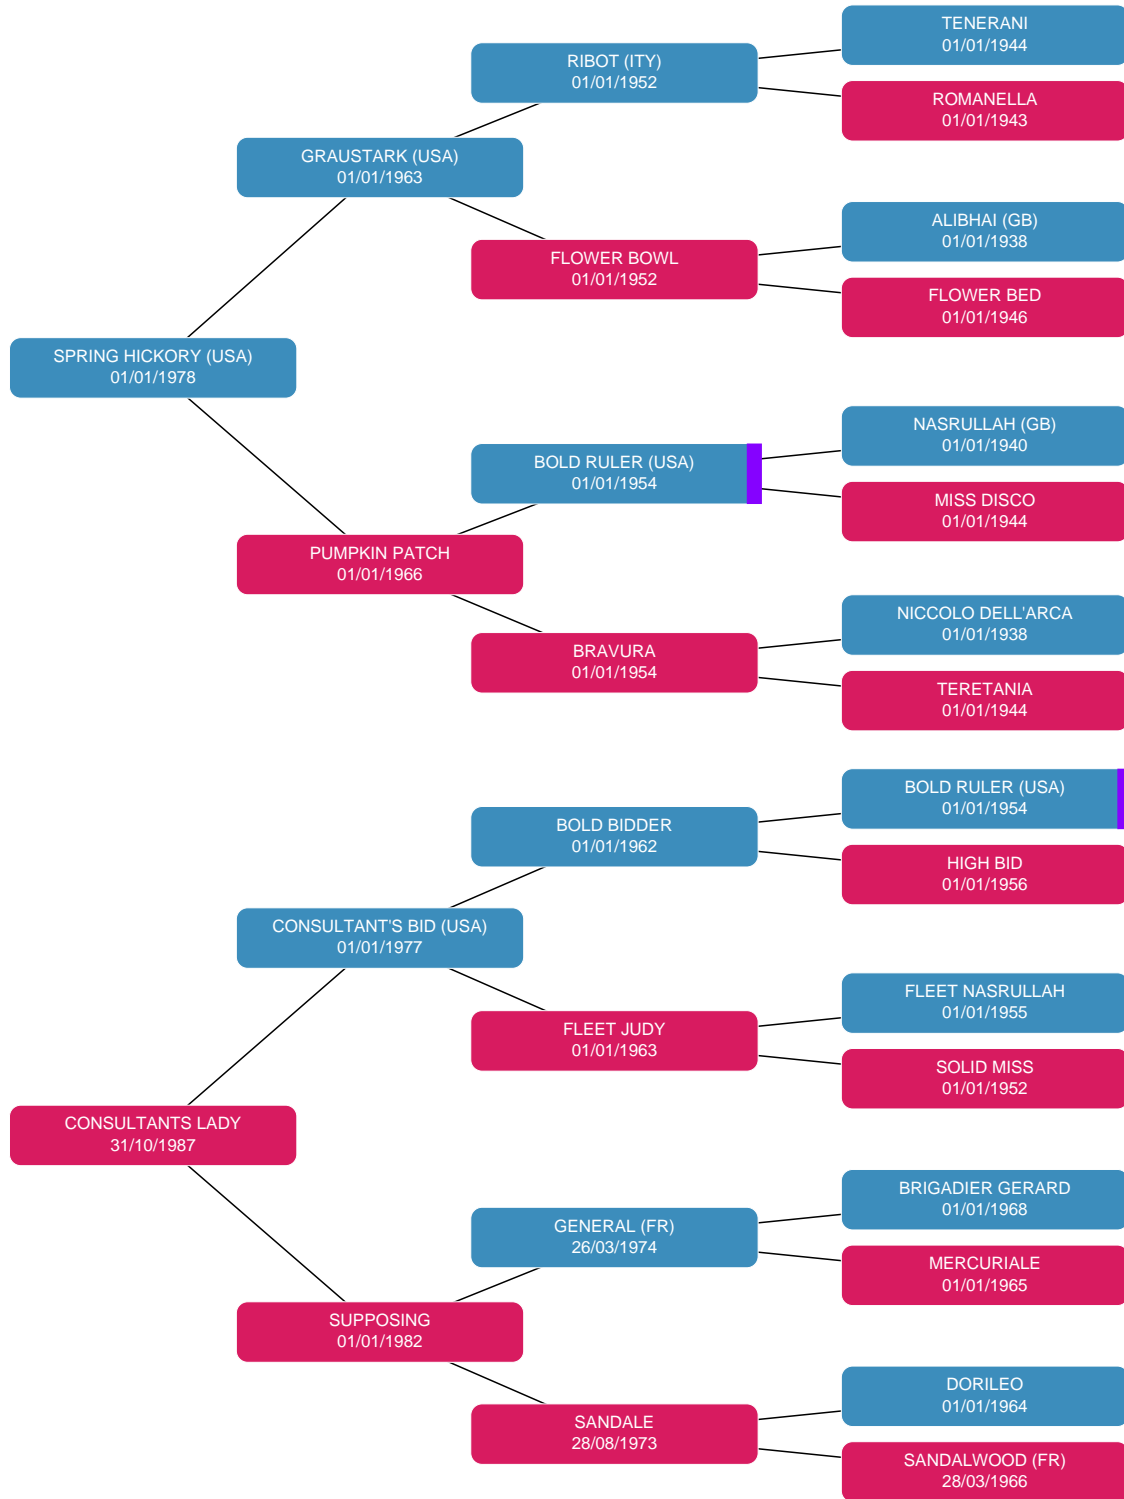 TENERANI
01/01/1944
RIBOT (ITY)
01/01/1952
ROMANELLA
01/01/1943
GRAUSTARK (USA)
01/01/1963
ALIBHAI (GB)
01/01/1938
FLOWER BOWL
01/01/1952
FLOWER BED
01/01/1946
SPRING HICKORY (USA)
01/01/1978
NASRULLAH (GB)
01/01/1940
BOLD RULER (USA)
01/01/1954
MISS DISCO
01/01/1944
PUMPKIN PATCH
01/01/1966
NICCOLO DELL'ARCA
01/01/1938
BRAVURA
01/01/1954
TERETANIA
01/01/1944
BOLD RULER (USA)
01/01/1954
BOLD BIDDER
01/01/1962
HIGH BID
01/01/1956
CONSULTANT'S BID (USA)
01/01/1977
FLEET NASRULLAH
01/01/1955
FLEET JUDY
01/01/1963
SOLID MISS
01/01/1952
CONSULTANTS LADY
31/10/1987
BRIGADIER GERARD
01/01/1968
GENERAL (FR)
26/03/1974
MERCURIALE
01/01/1965
SUPPOSING
01/01/1982
DORILEO
01/01/1964
SANDALE
28/08/1973
SANDALWOOD (FR)
28/03/1966